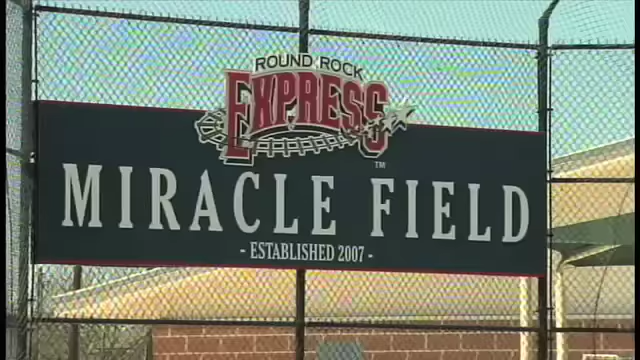 ROUND ROCK
EXPRESS
TM
MIRACLE FIELD
- ESTABLISHED 2007 -